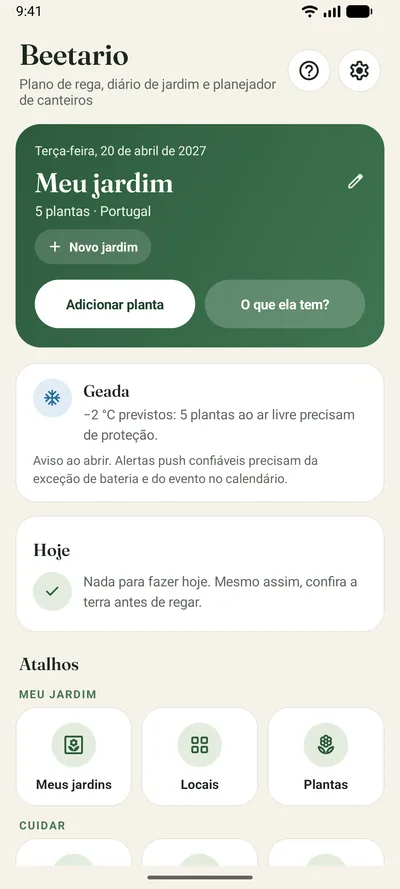 9:41
Beetario
Plano de rega, diário de jardim e planejador
de canteiros
Terça-feira, 20 de abril de 2027
Meu jardim
5 plantas · Portugal
+ Novo jardim
Adicionar planta
O que ela tem?
Geada
−2 °C previstos: 5 plantas ao ar livre precisam
de proteção.
Aviso ao abrir. Alertas push confiáveis precisam da
exceção de bateria e do evento no calendário.
Hoje
Nada para fazer hoje. Mesmo assim, confira a
terra antes de regar.
Atalhos
MEU JARDIM
Meus jardins
Locais
Plantas
CUIDAR